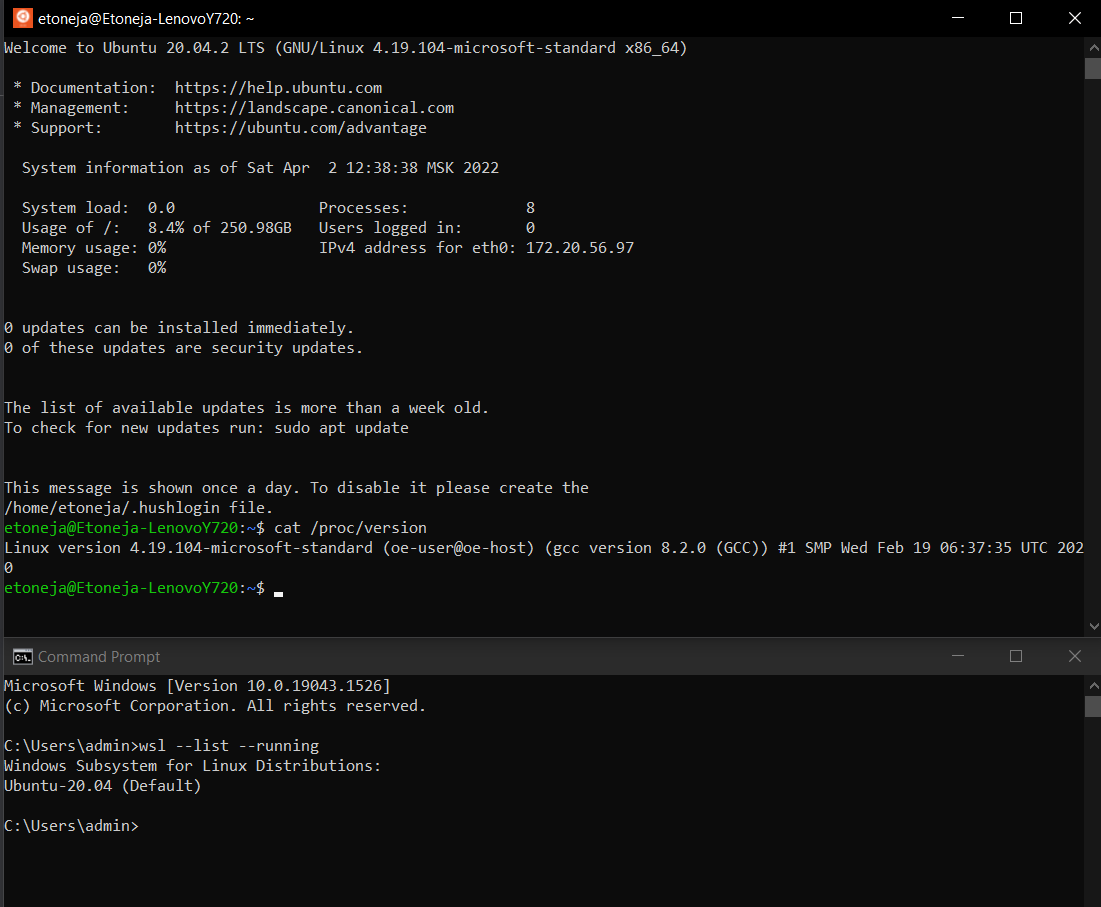 etoneja@Etoneja-LenovoY720: ~
Welcome to Ubuntu 20.04.2 LTS (GNU/Linux 4.19.104-microsoft-standard x86_64)
* Documentation:  https://help.ubuntu.com
* Management:     https://landscape.canonical.com
* Support:        https://ubuntu.com/advantage
System information as of Sat Apr  2 12:38:38 MSK 2022
System load:  0.0                Processes:             8
Usage of /:   8.4% of 250.98GB   Users logged in:       0
Memory usage: 0%                 IPv4 address for eth0: 172.20.56.97
Swap usage:   0%
0 updates can be installed immediately.
0 of these updates are security updates.
The list of available updates is more than a week old.
To check for new updates run: sudo apt update
This message is shown once a day. To disable it please create the
/home/etoneja/.hushlogin file.
etoneja@Etoneja-LenovoY720:~$ cat /proc/version
Linux version 4.19.104-microsoft-standard (oe-user@oe-host) (gcc version 8.2.0 (GCC)) #1 SMP Wed Feb 19 06:37:35 UTC 202
0
etoneja@Etoneja-LenovoY720:~$
C:\. Command Prompt
Microsoft Windows [Version 10.0.19043.1526]
(c) Microsoft Corporation. All rights reserved.
C:\Users\admin>wsl --list --running
Windows Subsystem for Linux Distributions:
Ubuntu-20.04 (Default)
C:\Users\admin>